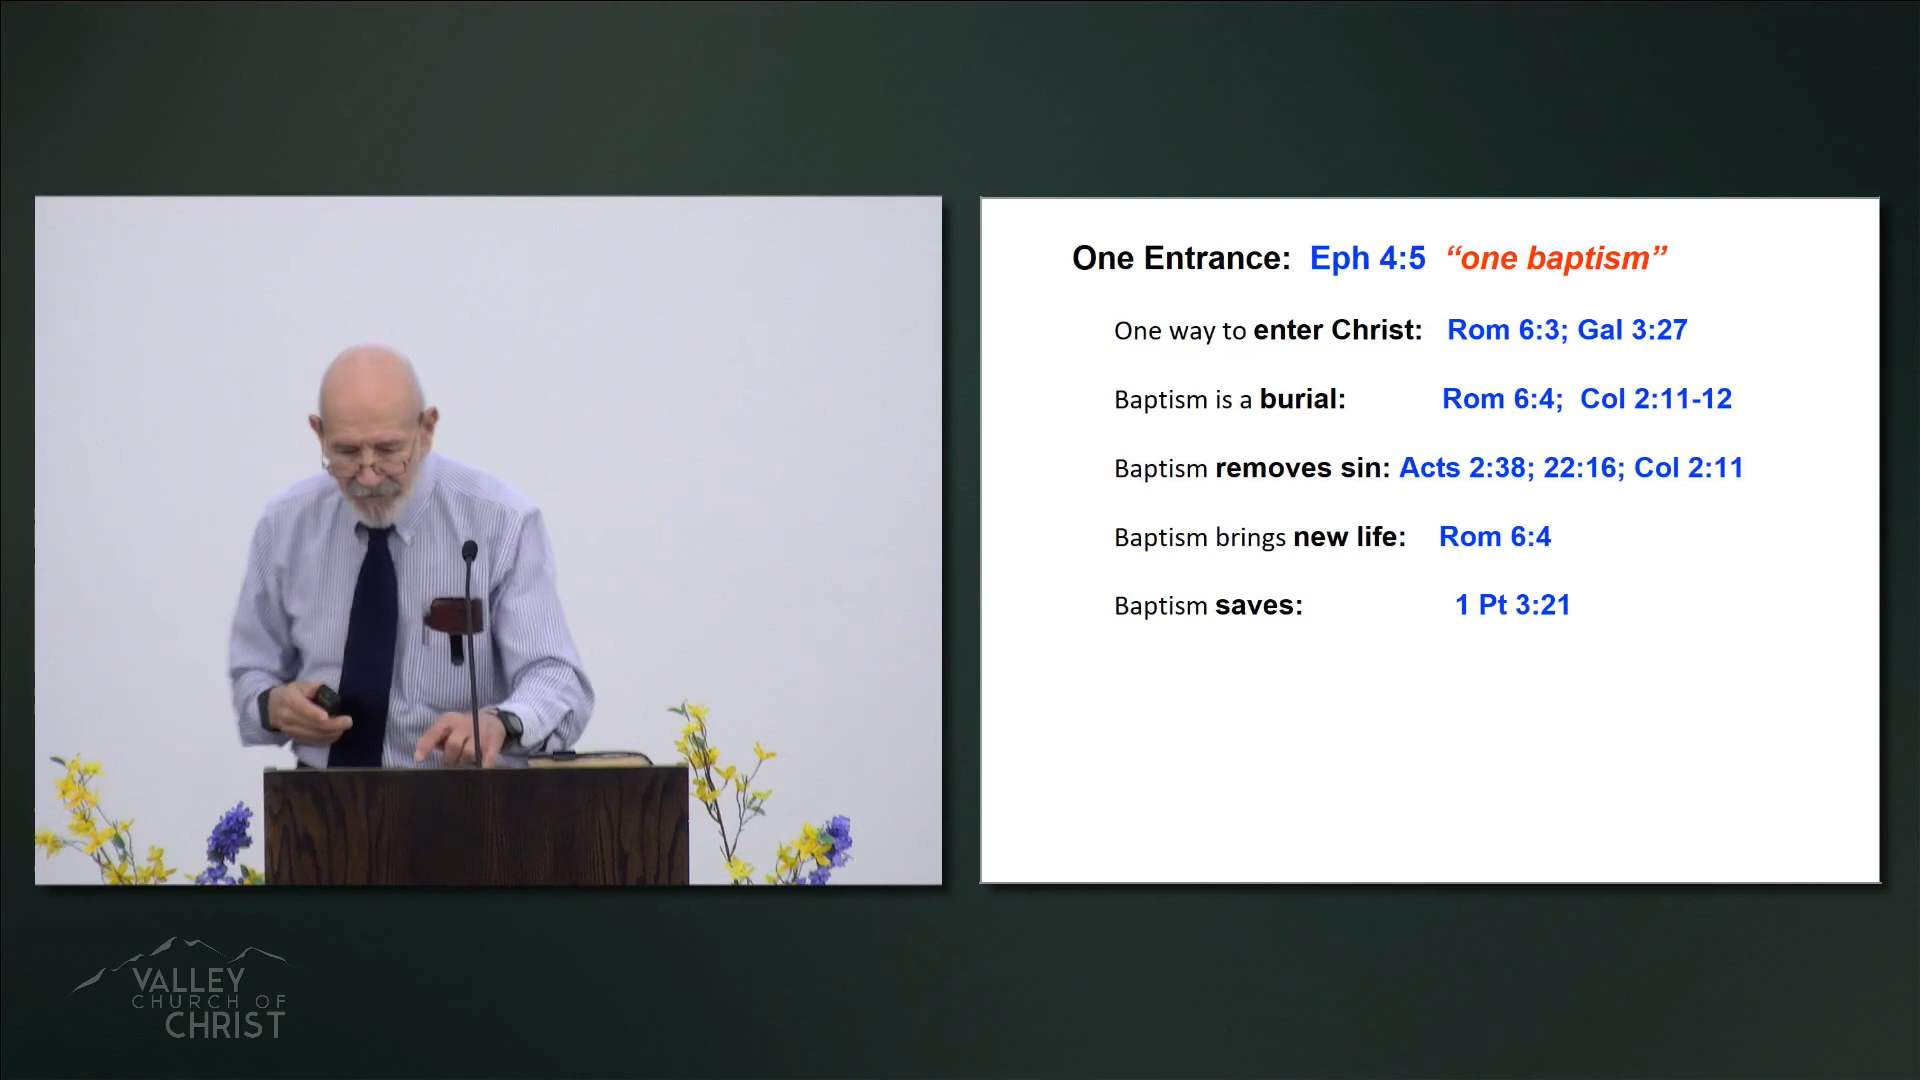 One Entrance: Eph 4:5 “one baptism”
One way to enter Christ: Rom 6:3; Gal 3:27
Baptism is a burial: Rom 6:4; Col 2:11-12
Baptism removes sin: Acts 2:38; 22:16; Col 2:11
Baptism brings new life: Rom 6:4
Baptism saves: 1 Pt 3:21
VALLEY
CHURCH OF
CHRIST